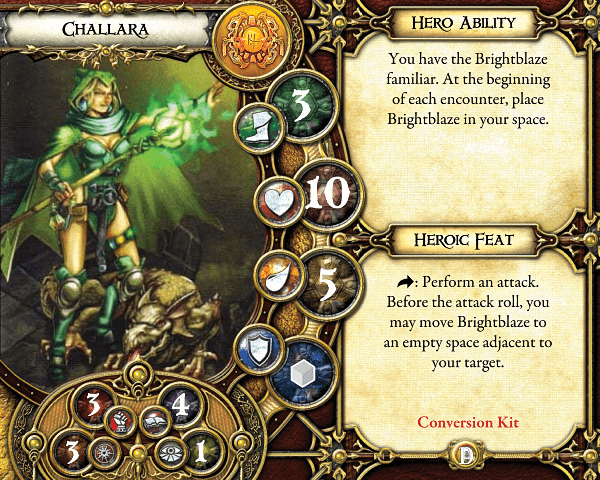 Challara
Hero Ability
You have the Brightblaze
familiar. At the beginning
of each encounter, place
Brightblaze in your space.
3
10
5
Heroic Feat
: Perform an attack.
Before the attack roll, you
may move Brightblaze to
an empty space adjacent to
your target.
Conversion Kit
3
4
3
1
D